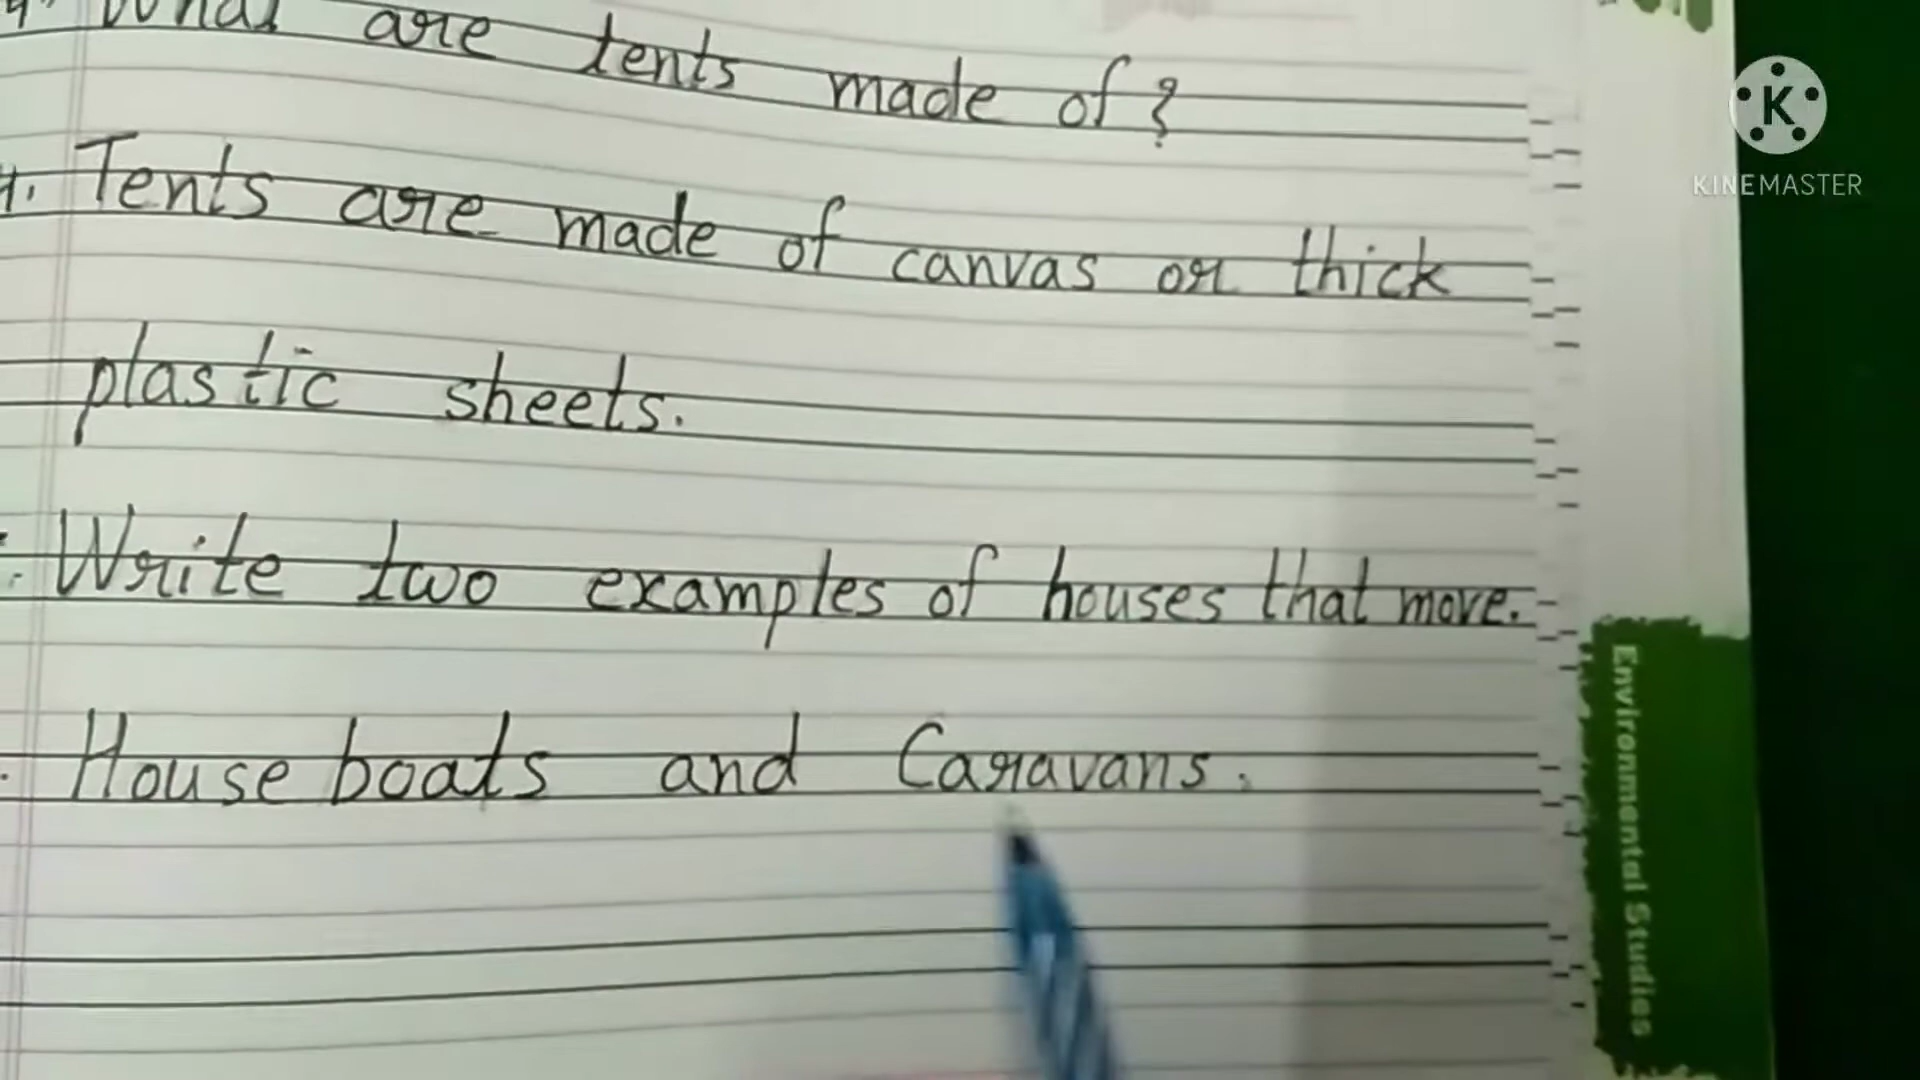 What are tents made of?
Tents are made of canvas or thick
plastic sheets.
Write two examples of houses that move.
House boats and Caravans.
K
KINEMASTER
Environmental Studies